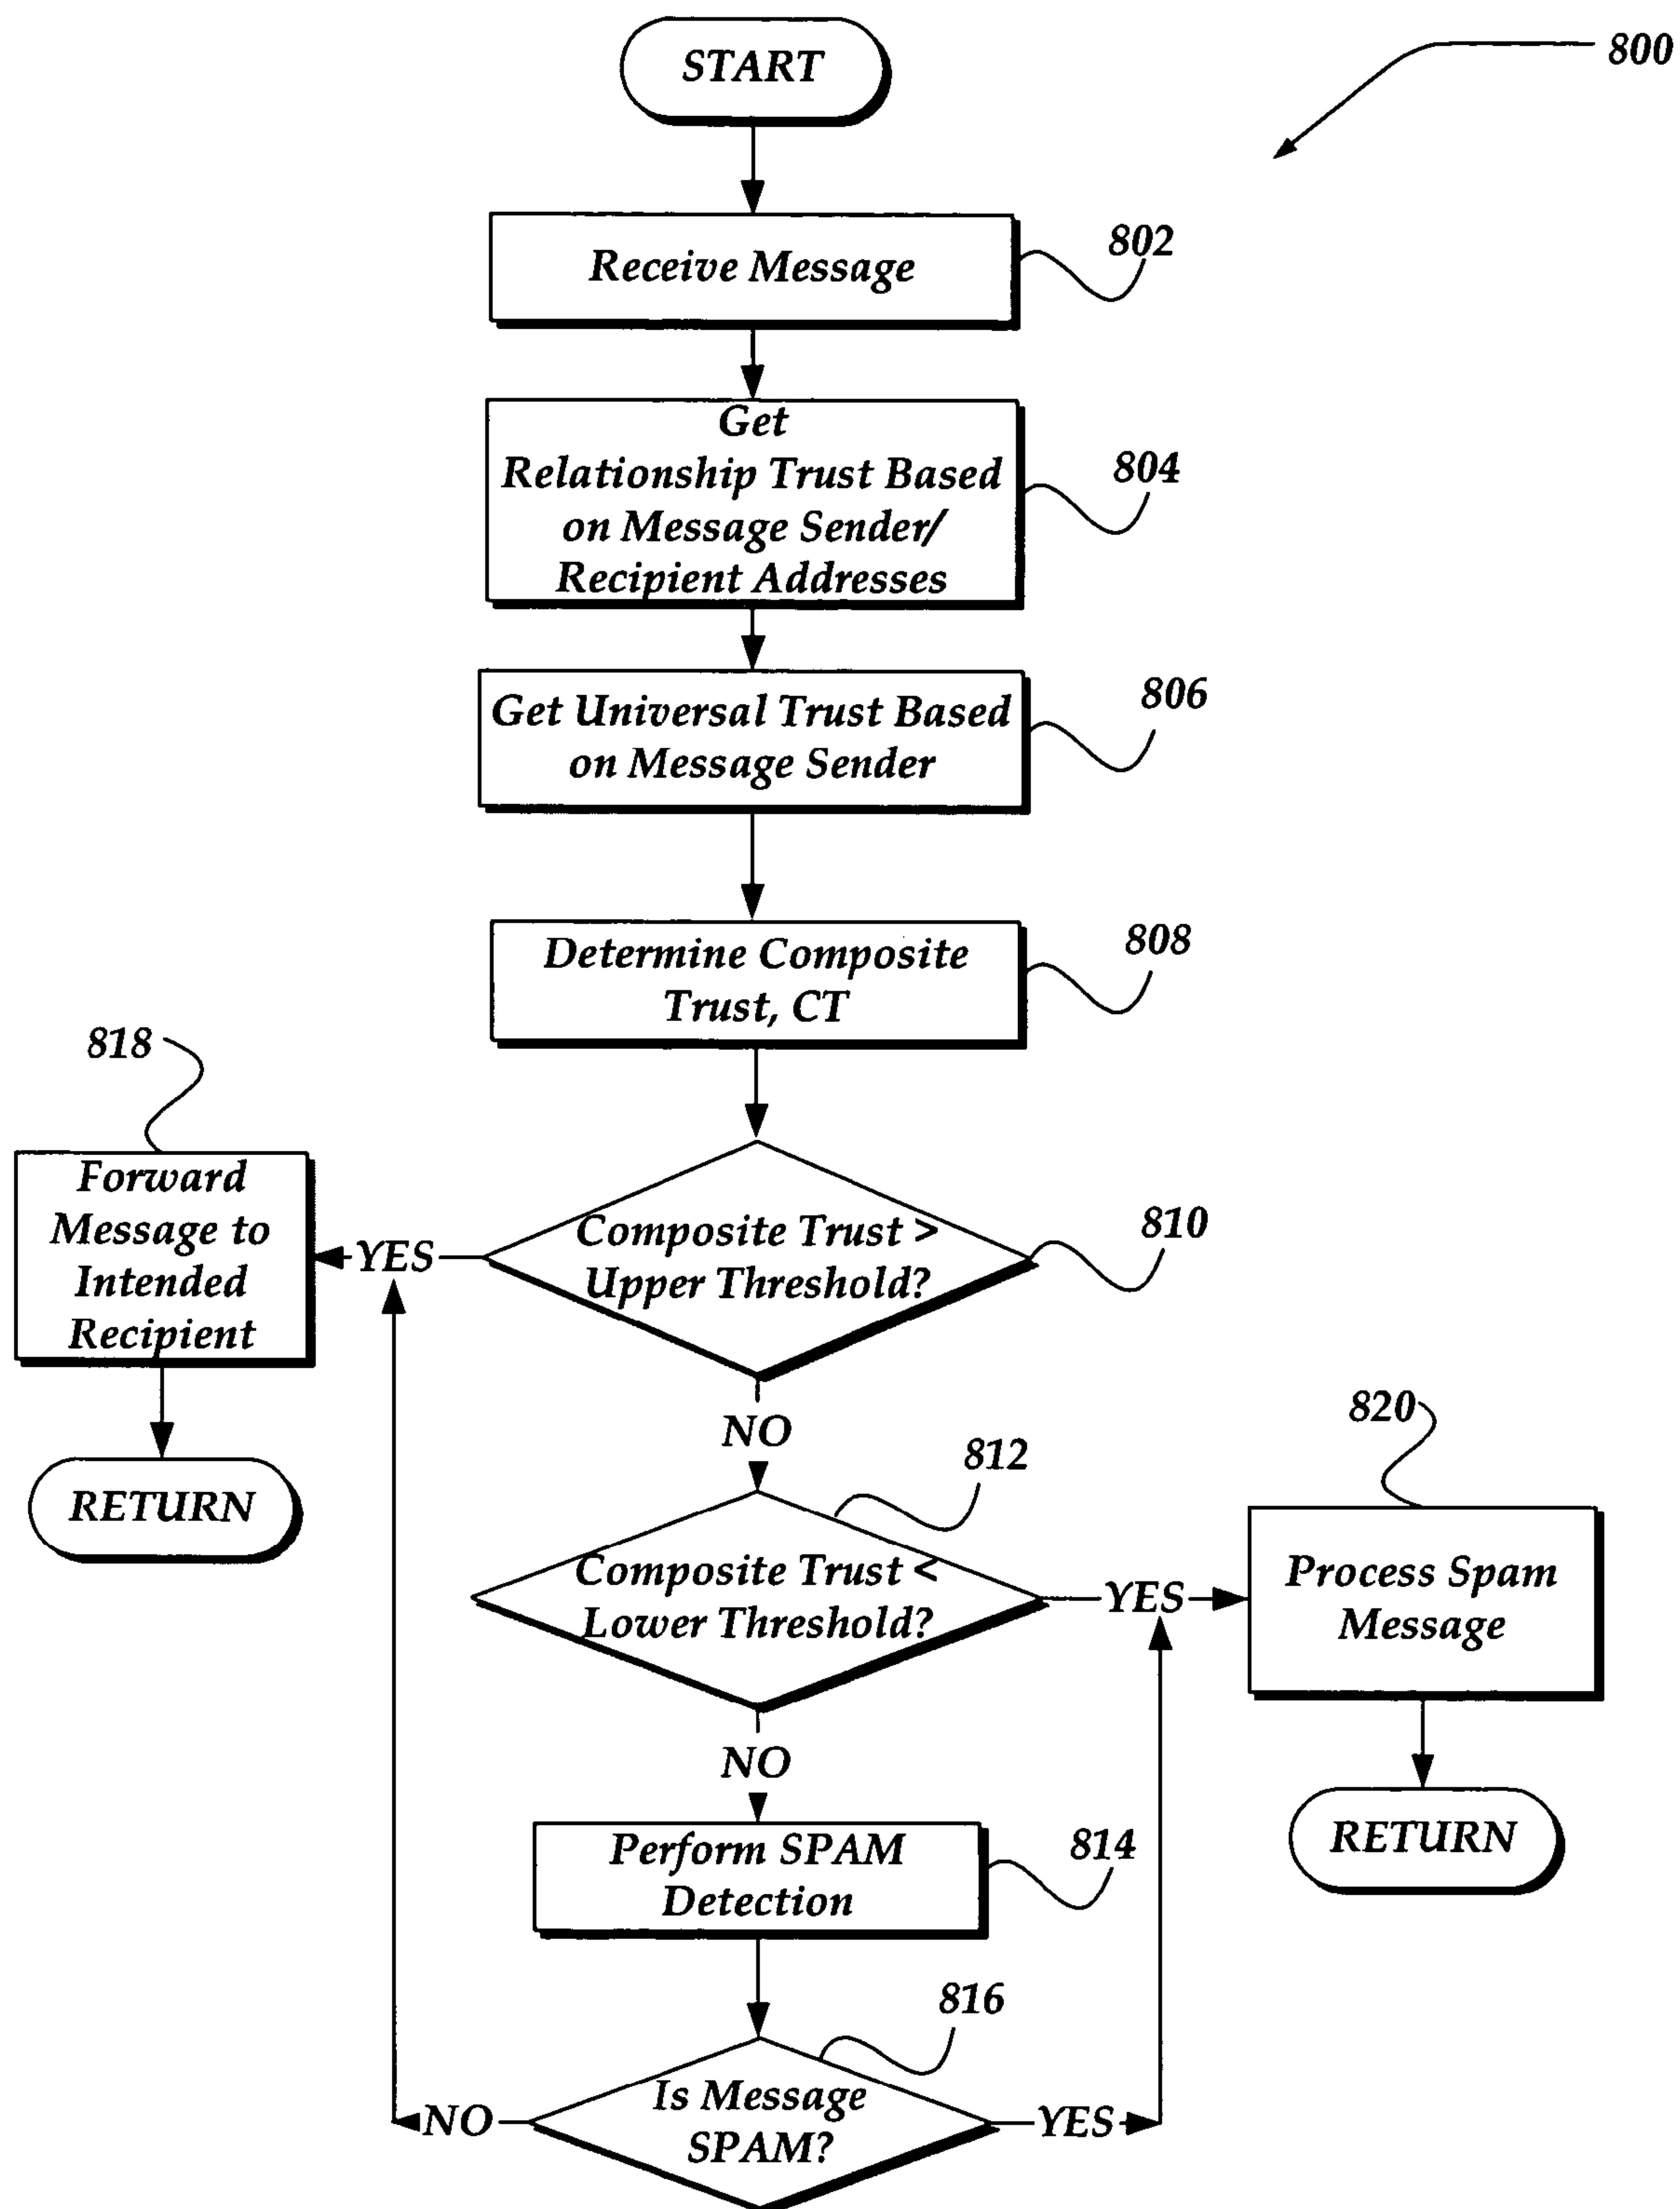 START
800
Receive Message
802
Get
Relationship Trust Based
on Message Sender/
Recipient Addresses
804
Get Universal Trust Based
on Message Sender
806
Determine Composite
Trust, CT
808
818
Forward
Message to
Intended
Recipient
YES
Composite Trust >
Upper Threshold?
810
RETURN
NO
812
820
Composite Trust <
Lower Threshold?
YES
Process Spam
Message
NO
RETURN
Perform SPAM
Detection
814
816
Is Message
SPAM?
NO
YES